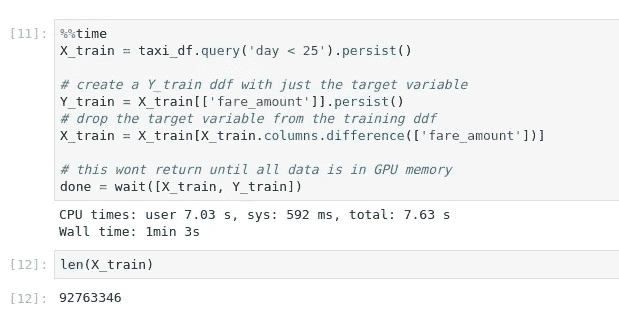 [11]: %%time
X_train = taxi_df.query('day < 25').persist()
# create a Y_train ddf with just the target variable
Y_train = X_train[['fare_amount']].persist()
# drop the target variable from the training ddf
X_train = X_train[X_train.columns.difference(['fare_amount'])]
# this wont return until all data is in GPU memory
done = wait([X_train, Y_train])
CPU times: user 7.03 s, sys: 592 ms, total: 7.63 s
Wall time: 1min 3s
[12]: len(X_train)
[12]: 92763346